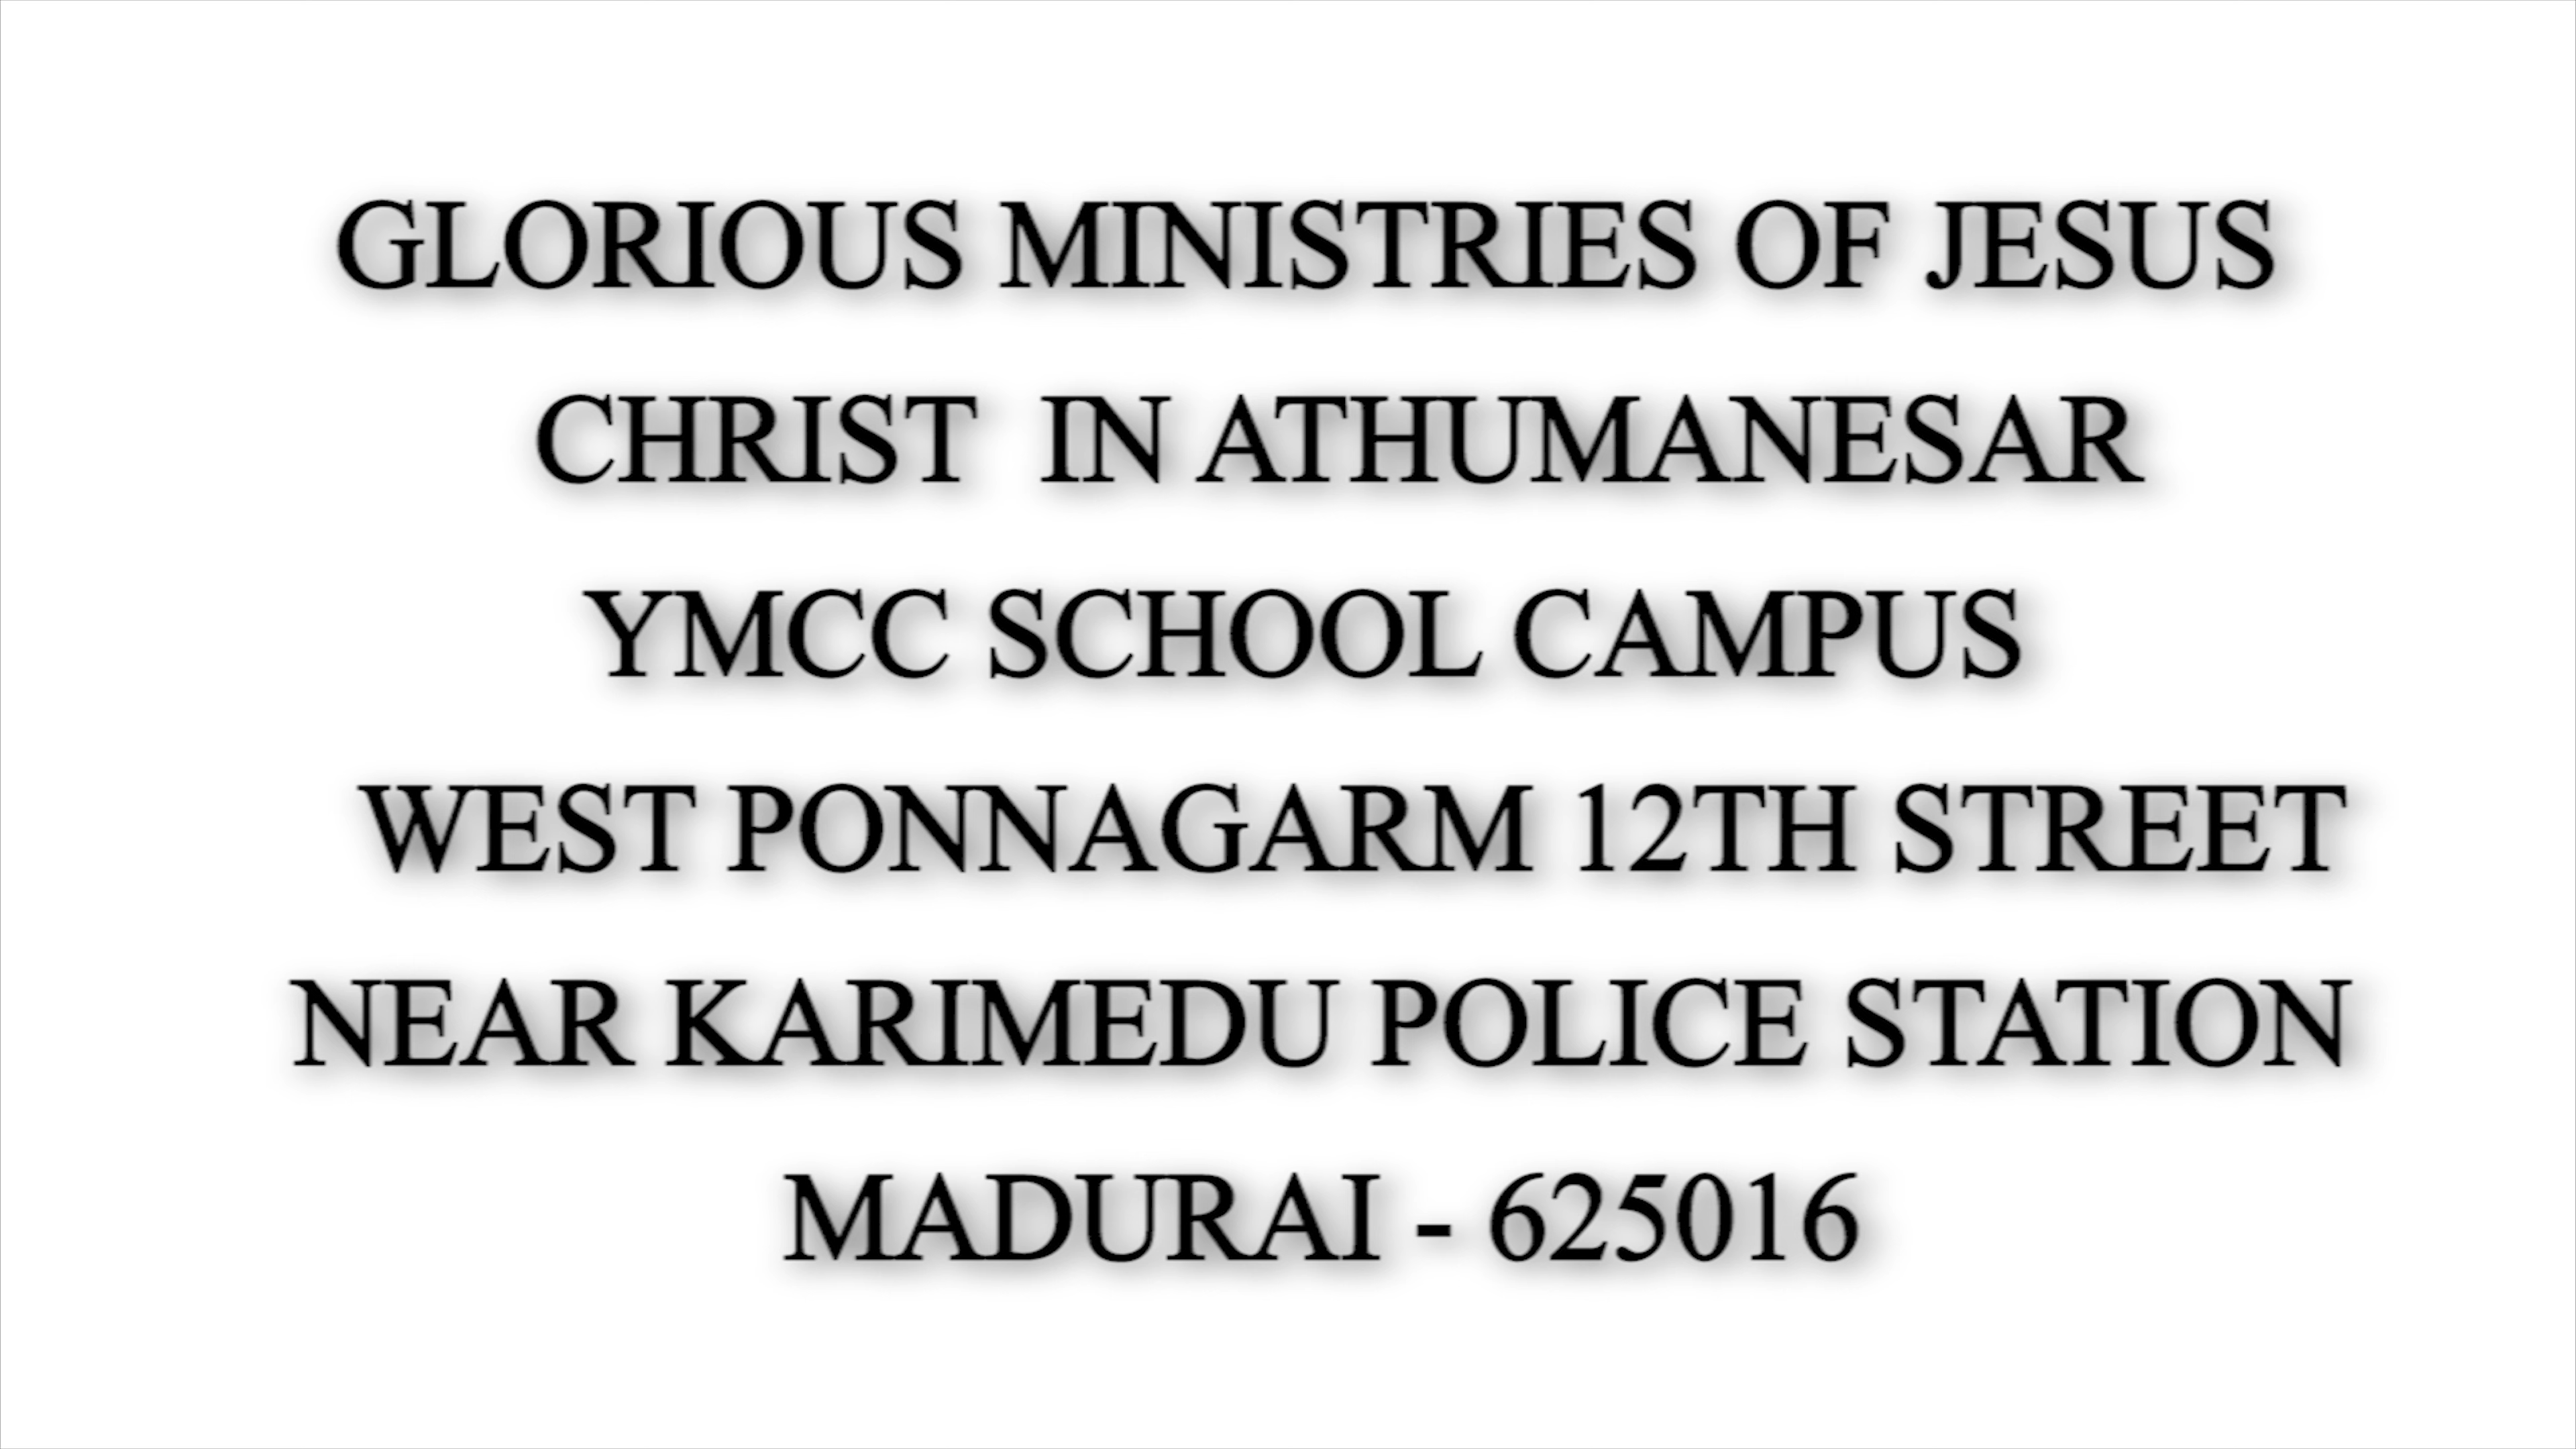 GLORIOUS MINISTRIES OF JESUS
CHRIST IN ATHUMANESAR
YMCC SCHOOL CAMPUS
WEST PONNAGARM 12TH STREET
NEAR KARIMEDU POLICE STATION
MADURAI - 625016